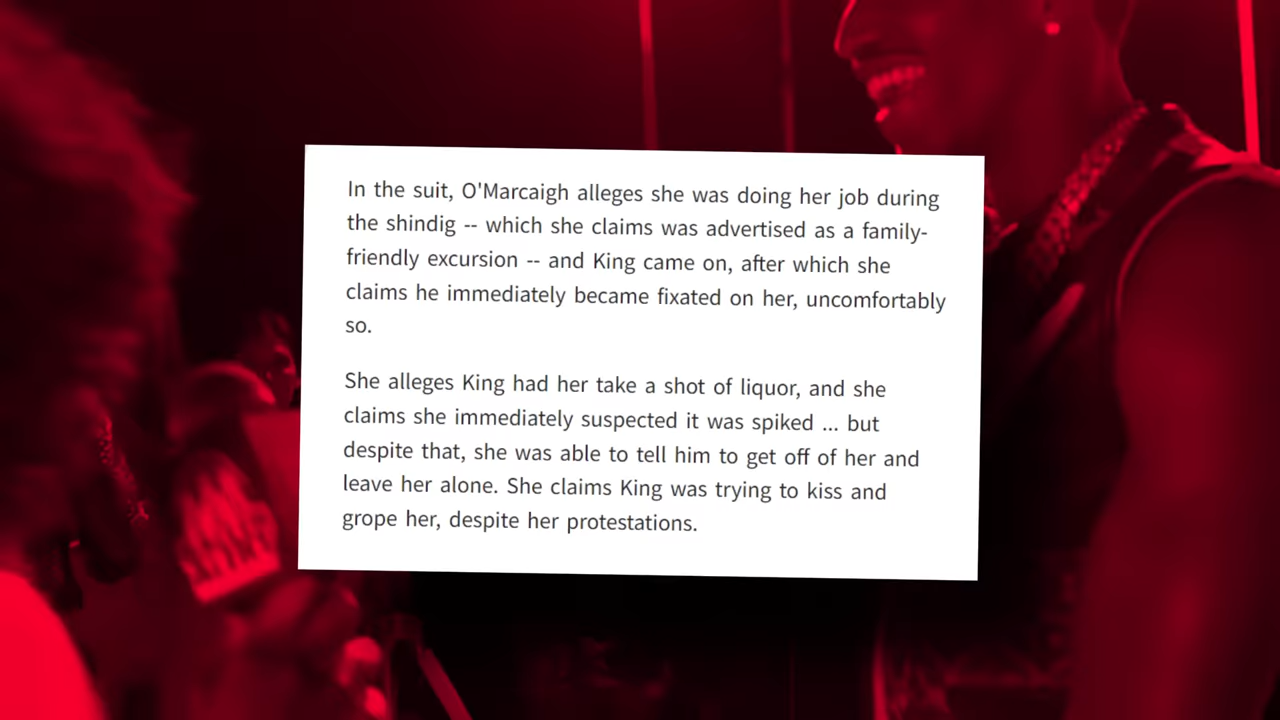 In the suit, O'Marcaigh alleges she was doing her job during
the shindig -- which she claims was advertised as a family-
friendly excursion -- and King came on, after which she
claims he immediately became fixated on her, uncomfortably
so.
She alleges King had her take a shot of liquor, and she
claims she immediately suspected it was spiked ... but
despite that, she was able to tell him to get off of her and
leave her alone. She claims King was trying to kiss and
grope her, despite her protestations.